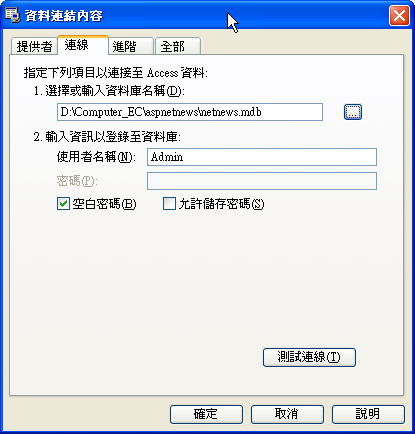 資料連結內容
提供者 連線 進階 全部
指定下列項目以連接至 Access 資料:
1. 選擇或輸入資料庫名稱(D):
D:\Computer_EC\aspnetnews\netnews.mdb ...
2. 輸入資訊以登錄至資料庫:
使用者名稱(N): Admin
密碼(P):
空白密碼(B) 允許儲存密碼(S)
測試連線(T)
確定 取消 說明